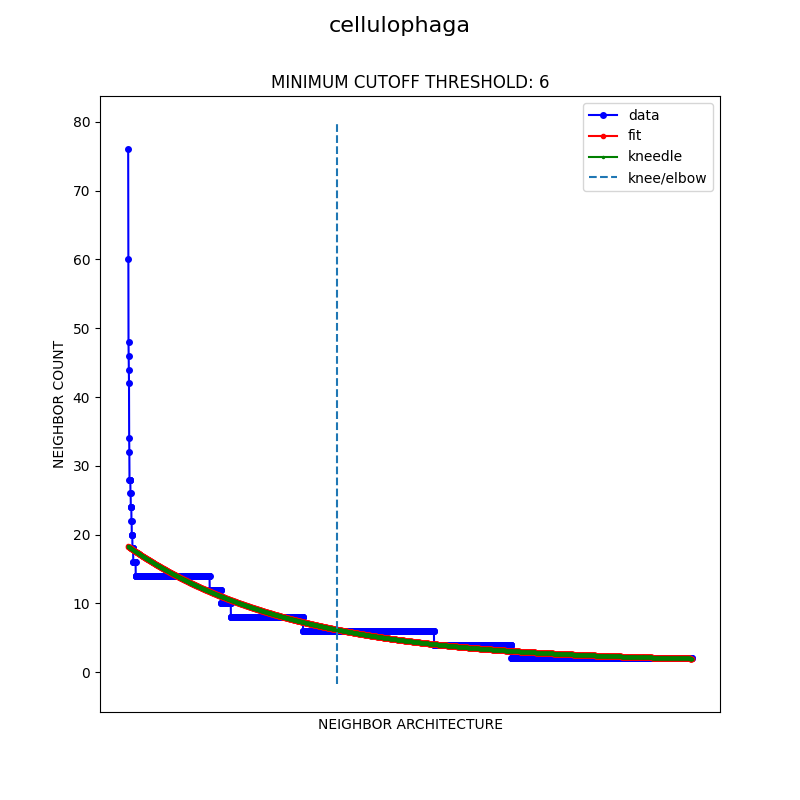 cellulophaga
MINIMUM CUTOFF THRESHOLD: 6
data
fit
kneedle
knee/elbow
80
70
60
50
40
30
20
10
0
NEIGHBOR COUNT
NEIGHBOR ARCHITECTURE